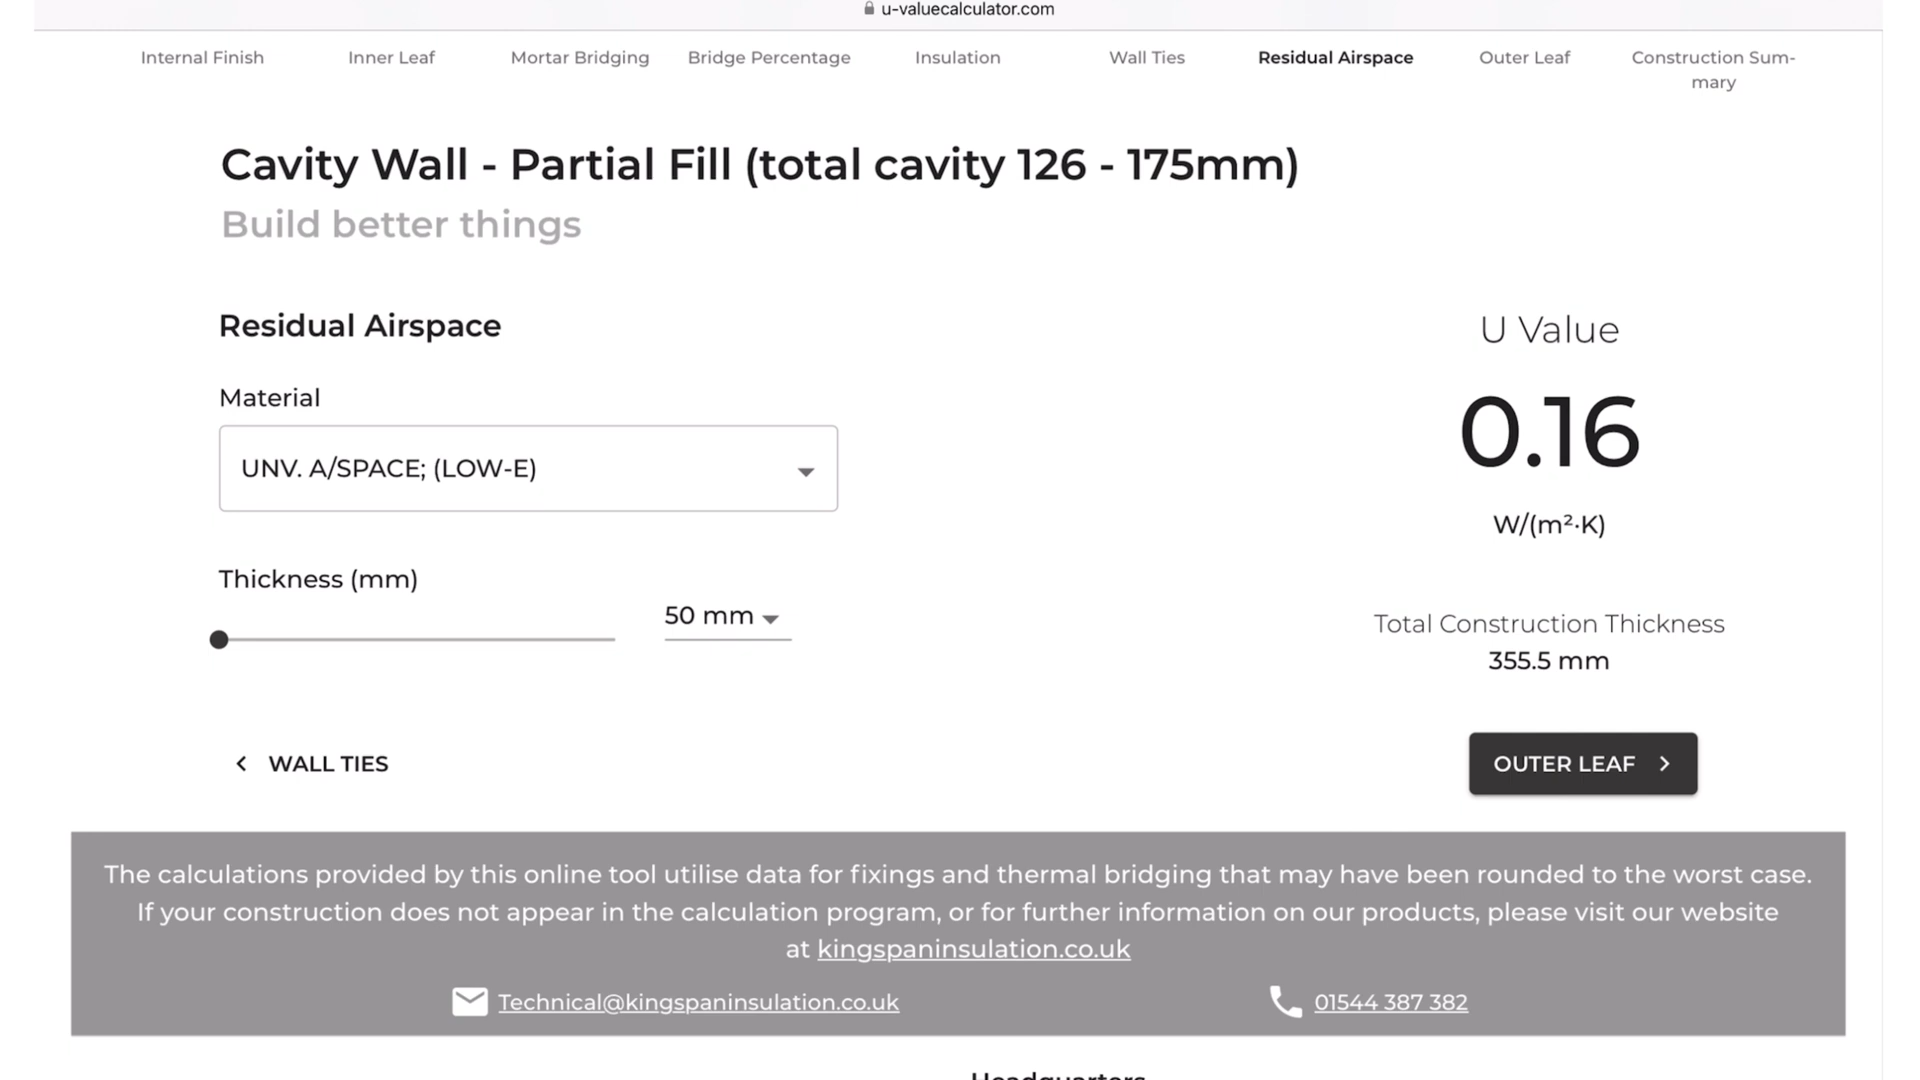 u-valuecalculator.com
Internal Finish
Inner Leaf
Mortar Bridging
Bridge Percentage
Insulation
Wall Ties
Residual Airspace
Outer Leaf
Construction Sum-
mary
Cavity Wall - Partial Fill (total cavity 126 - 175mm)
Build better things
Residual Airspace
Material
UNV. A/SPACE; (LOW-E)
Thickness (mm)
50 mm
U Value
0.16
W/(m²·K)
Total Construction Thickness
355.5 mm
WALL TIES
OUTER LEAF
The calculations provided by this online tool utilise data for fixings and thermal bridging that may have been rounded to the worst case.
If your construction does not appear in the calculation program, or for further information on our products, please visit our website
at kingspaninsulation.co.uk
Technical@kingspaninsulation.co.uk
01544 387 382
Headquarters